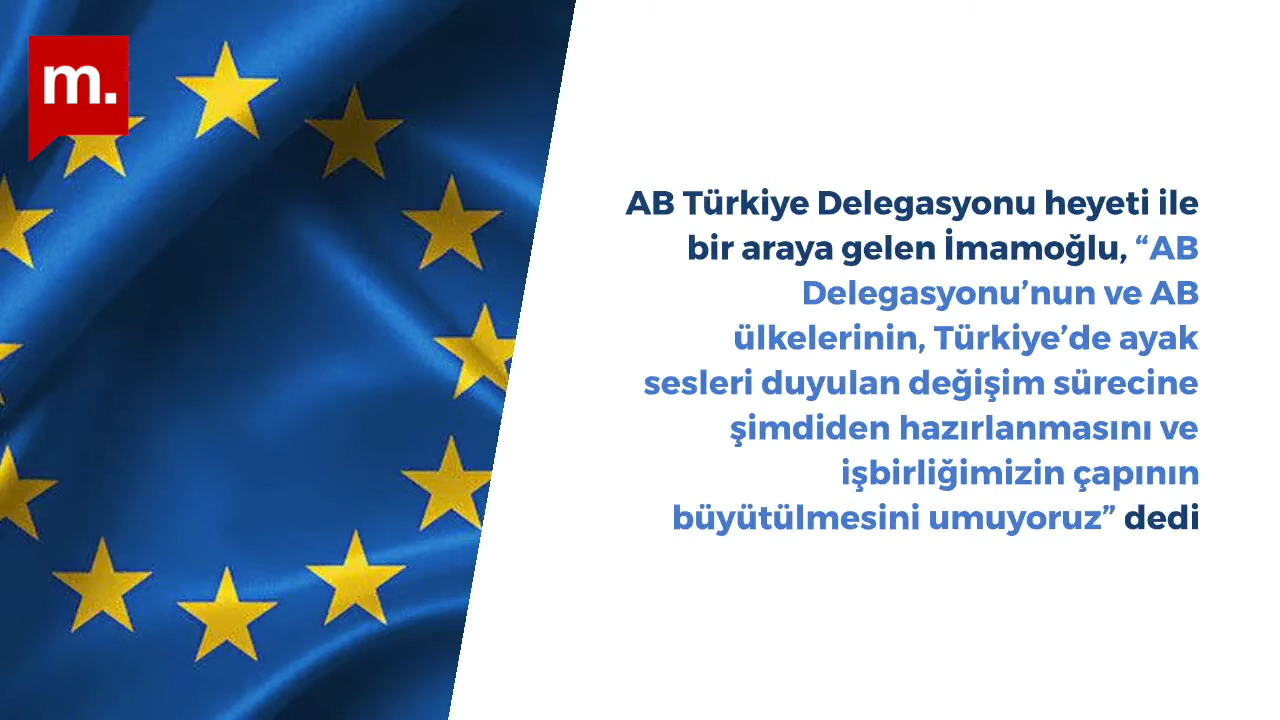 m.
AB Türkiye Delegasyonu heyeti ile
bir araya gelen İmamoğlu, “AB
Delegasyonu’nun ve AB
ülkelerinin, Türkiye’de ayak
sesleri duyulan değişim sürecine
şimdiden hazırlanmasını ve
işbirliğimizin çapının
büyütülmesini umuyoruz” dedi